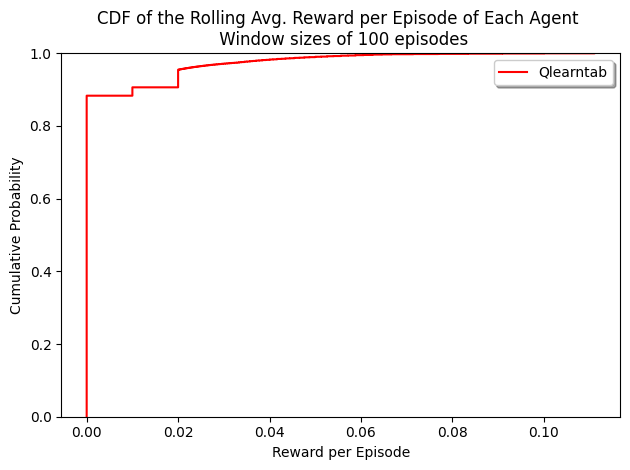 CDF of the Rolling Avg. Reward per Episode of Each Agent
Window sizes of 100 episodes
Qlearntab
Cumulative Probability
1.0
0.8
0.6
0.4
0.2
0.0
0.00 0.02 0.04 0.06 0.08 0.10
Reward per Episode